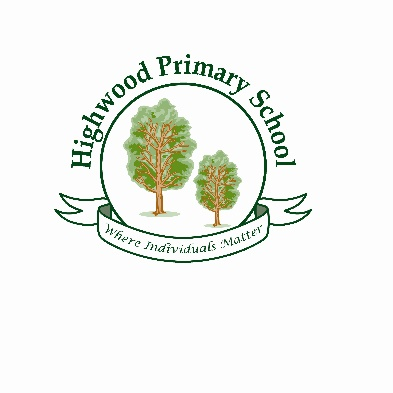 Highwood Primary School
Where Individuals Matter